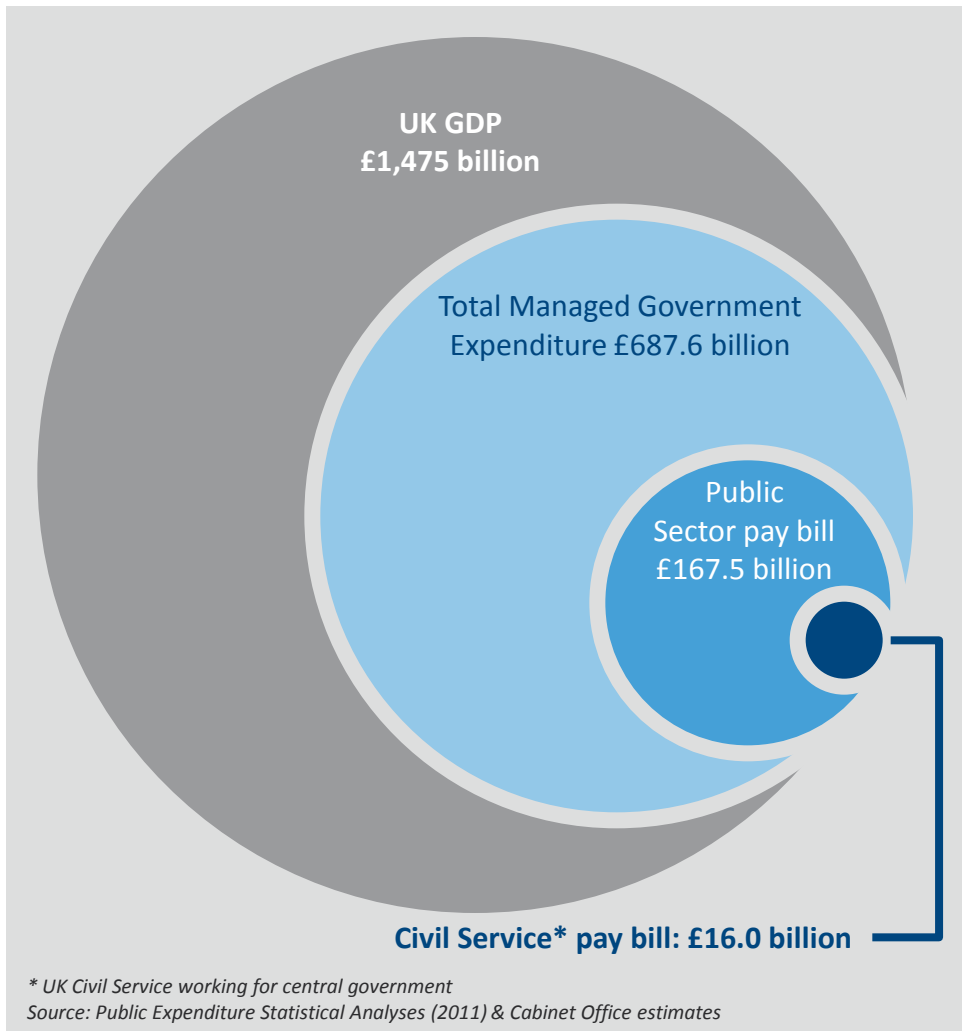 UK GDP
£1,475 billion
Total Managed Government
Expenditure £687.6 billion
Public
Sector pay bill
£167.5 billion
Civil Service* pay bill: £16.0 billion
* UK Civil Service working for central government
Source: Public Expenditure Statistical Analyses (2011) & Cabinet Office estimates